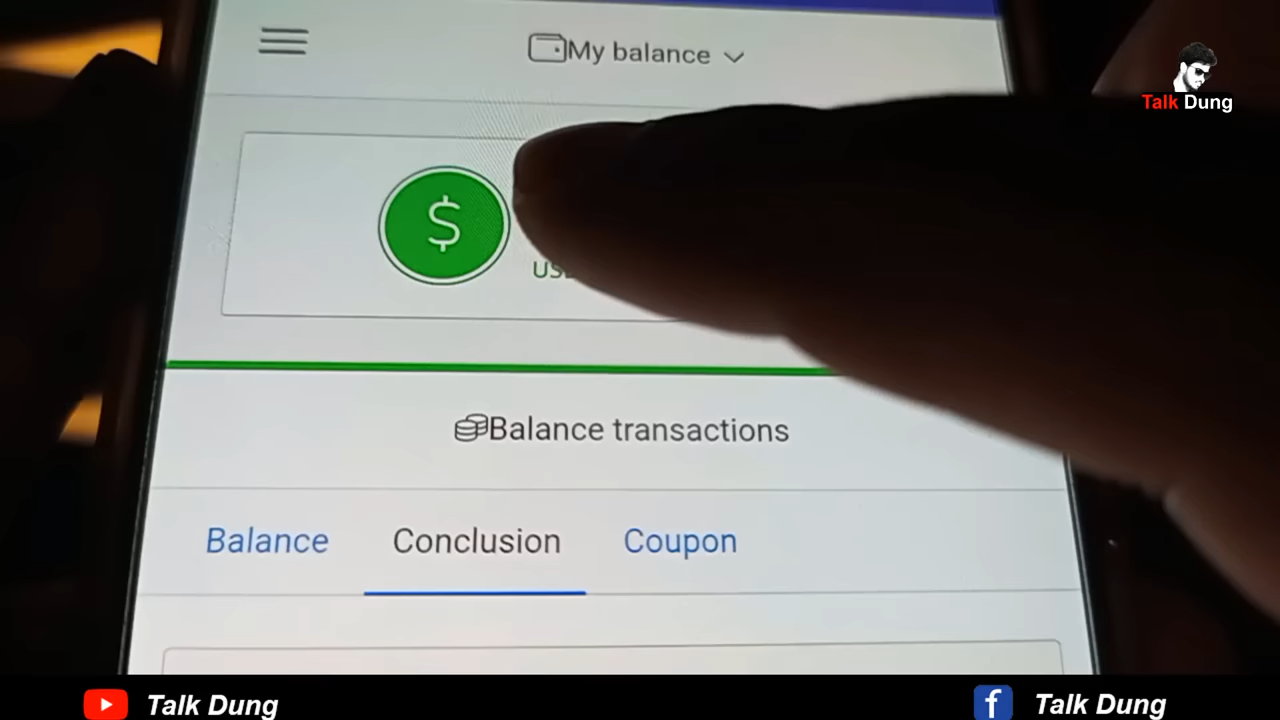 My balance
Talk Dung
$
Balance transactions
Balance
Conclusion
Coupon
Talk Dung
Talk Dung